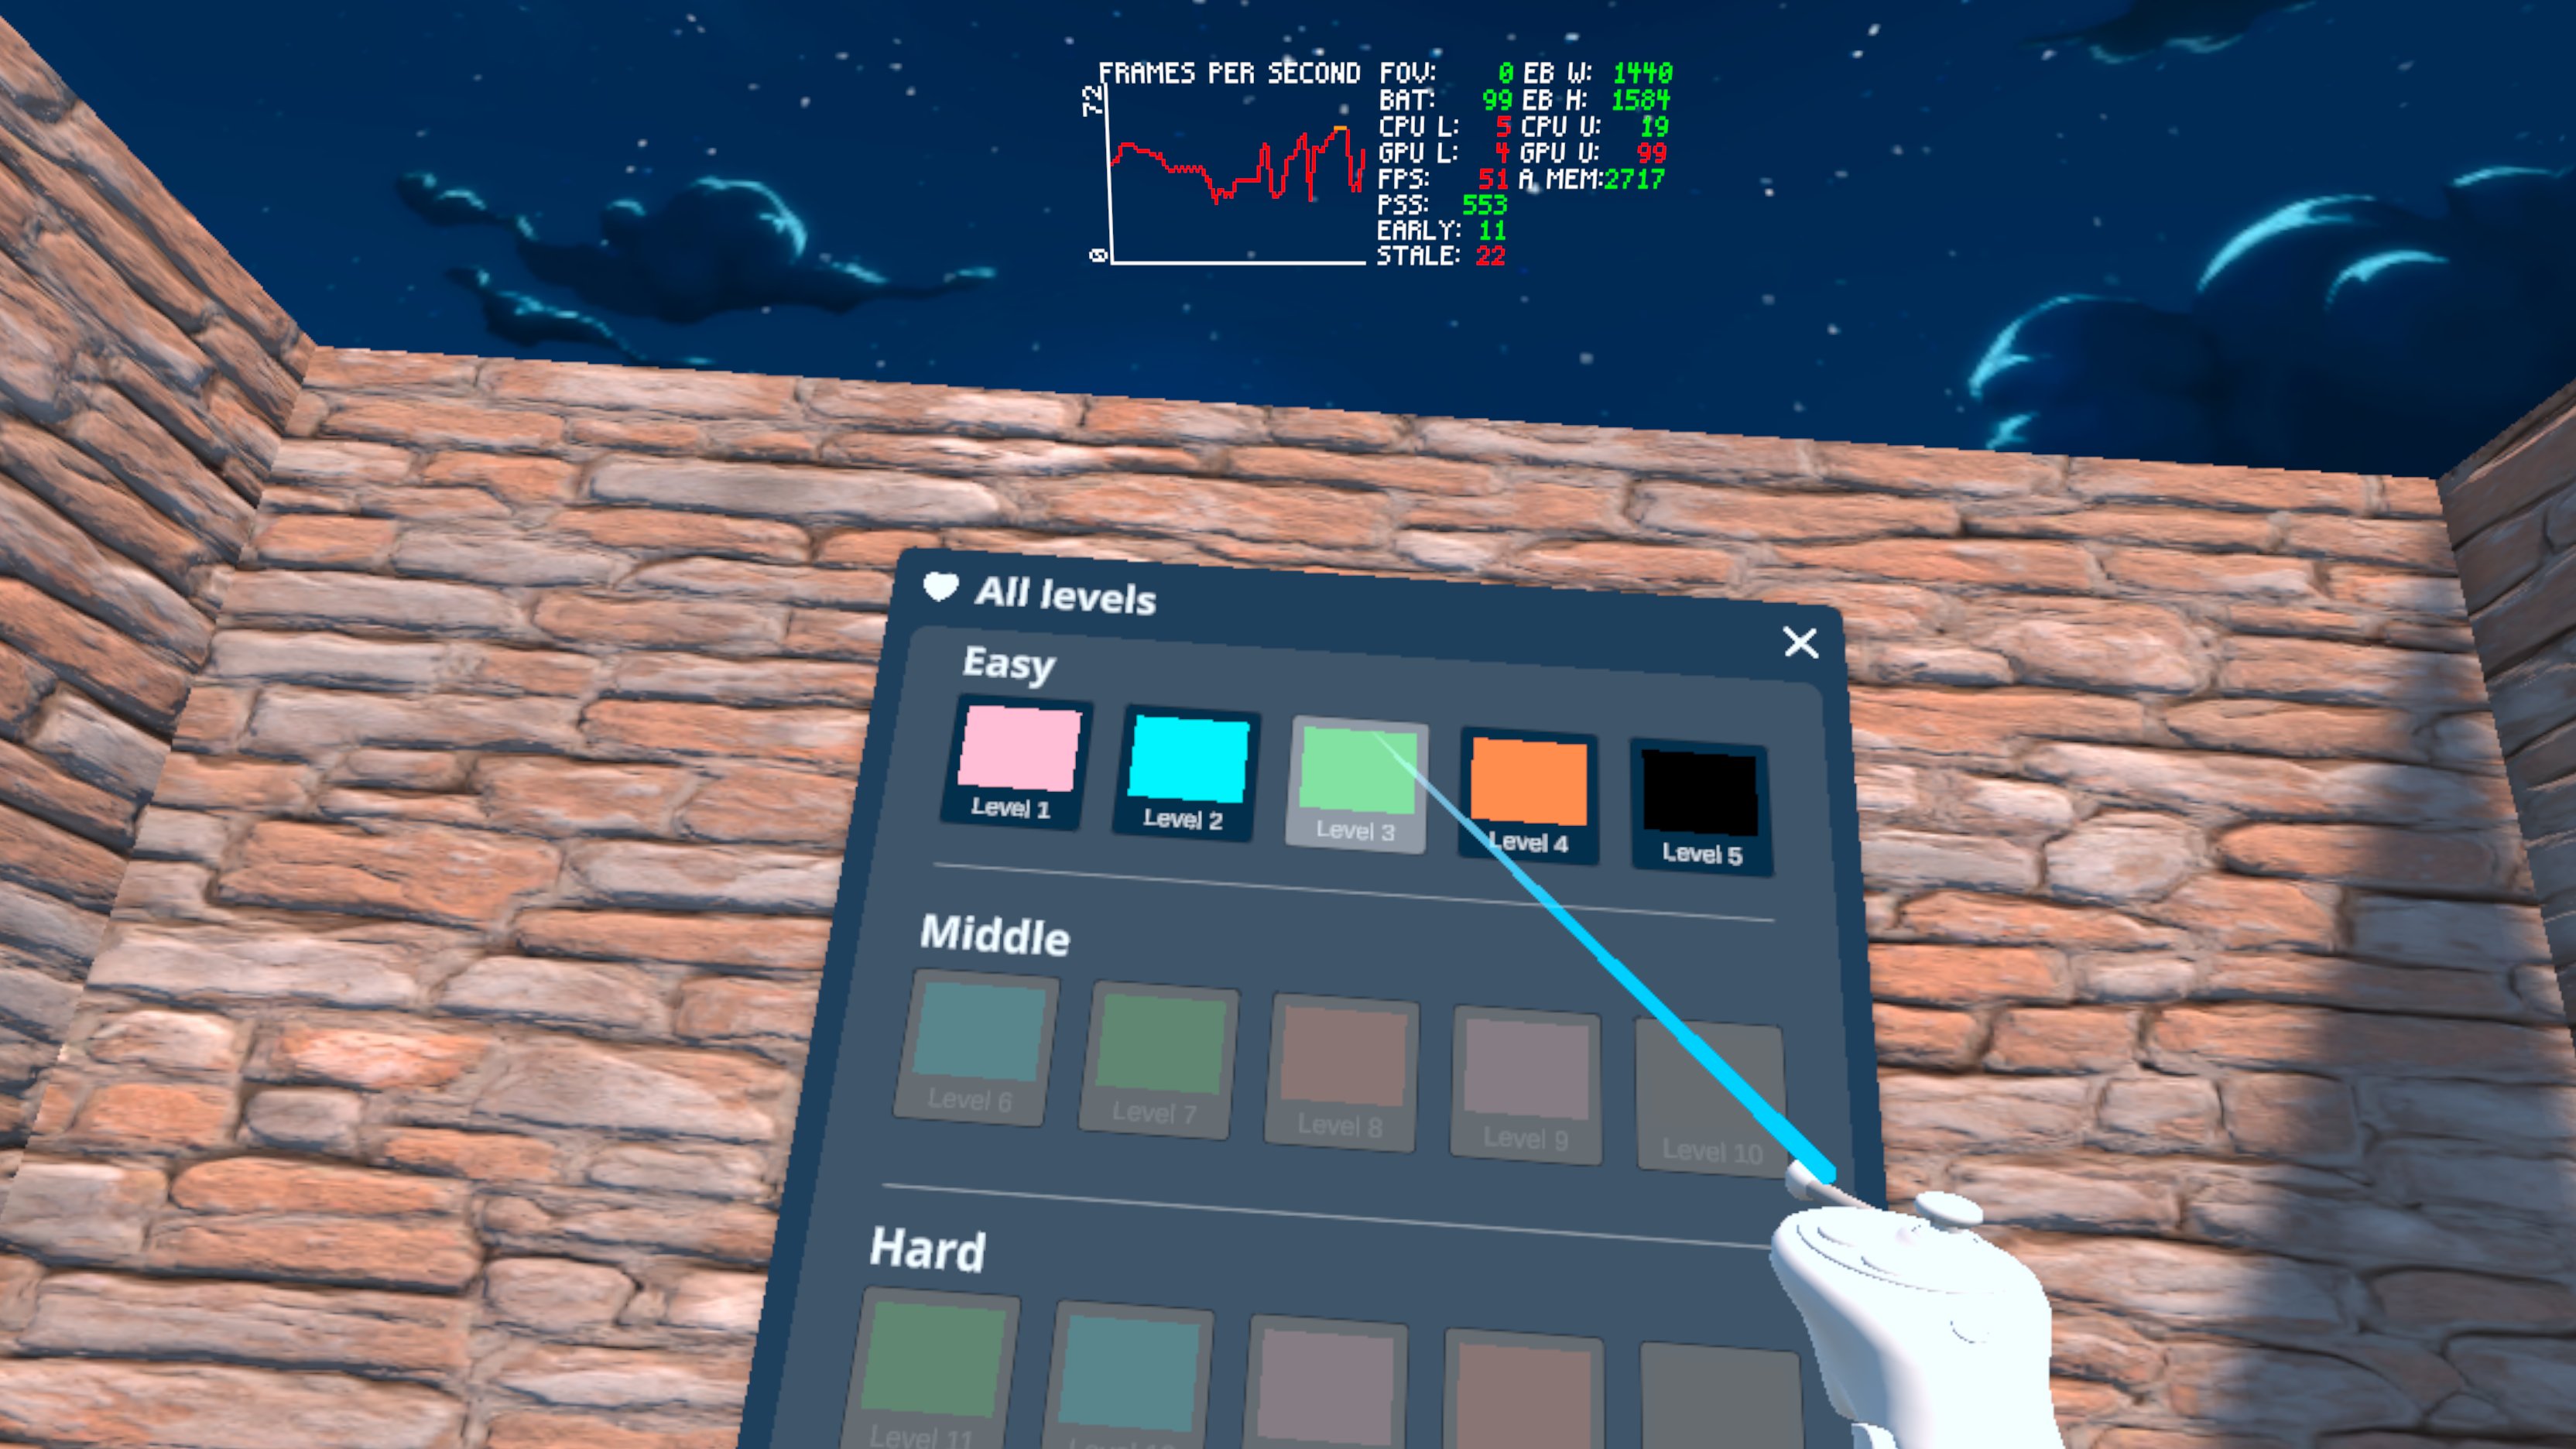 FRAMES PER SECOND
72
0
FOV: 0 EB W: 1440
BAT: 99 EB H: 1584
CPU L: 5 CPU U: 19
GPU L: 4 GPU U: 99
FPS: 51 A MEM:2717
PSS: 553
EARLY: 11
STALE: 22
All levels
Easy
Level 1 Level 2 Level 3 Level 4 Level 5
Middle
Level 6 Level 7 Level 8 Level 9 Level 10
Hard
Level 11